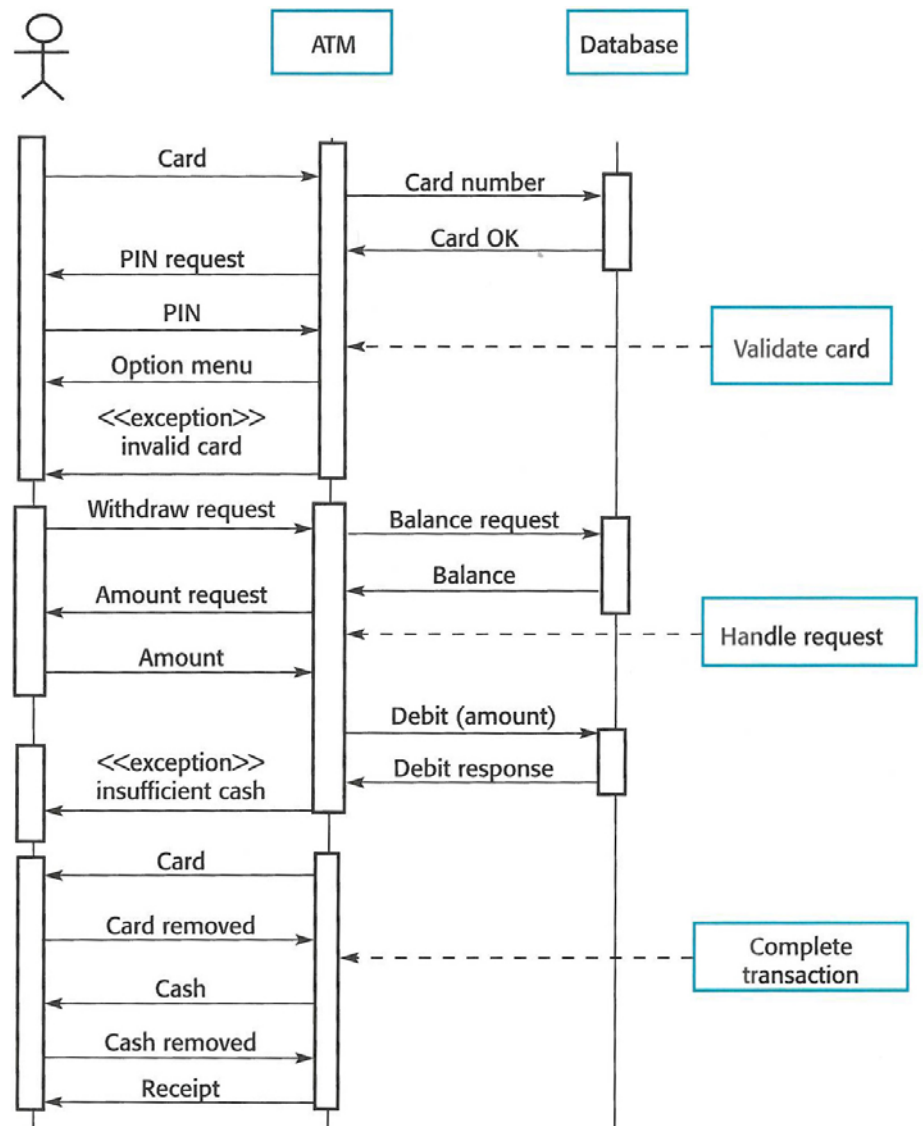 ATM
Database
Card
Card number
Card OK
PIN request
PIN
Validate card
Option menu
<<exception>>
invalid card
Withdraw request
Balance request
Balance
Amount request
Handle request
Amount
Debit (amount)
<<exception>>
Debit response
insufficient cash
Card
Card removed
Complete
transaction
Cash
Cash removed
Receipt